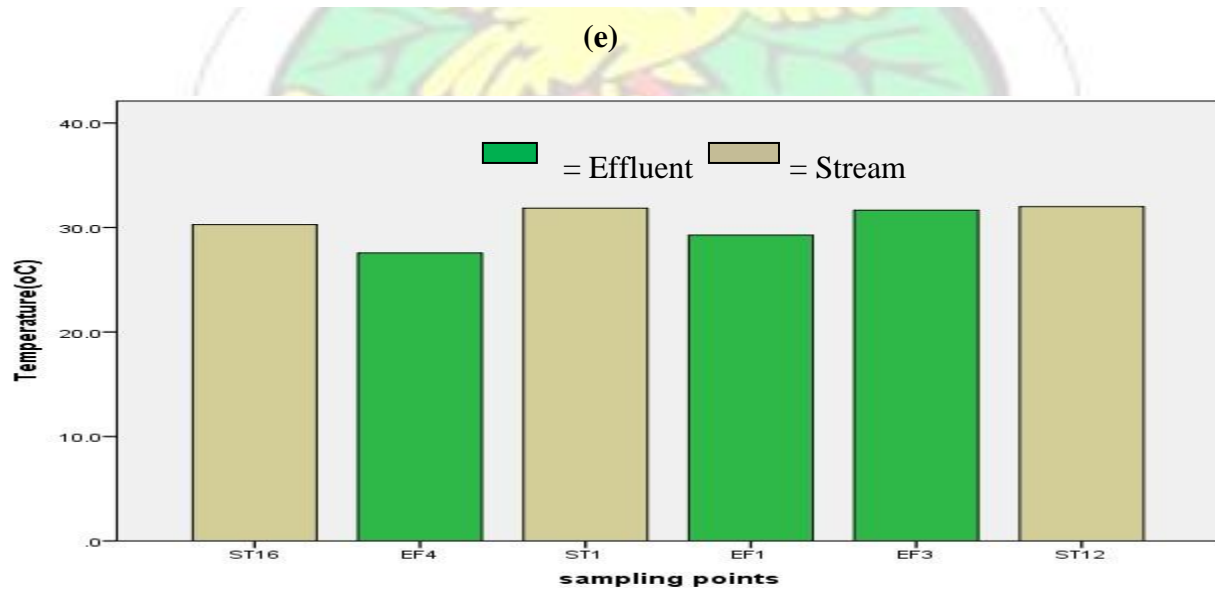 (e)
40.0
= Effluent = Stream
30.0
20.0
10.0
.0
Temperature(oC)
ST16 EF4 ST1 EF1 EF3 ST12
sampling points